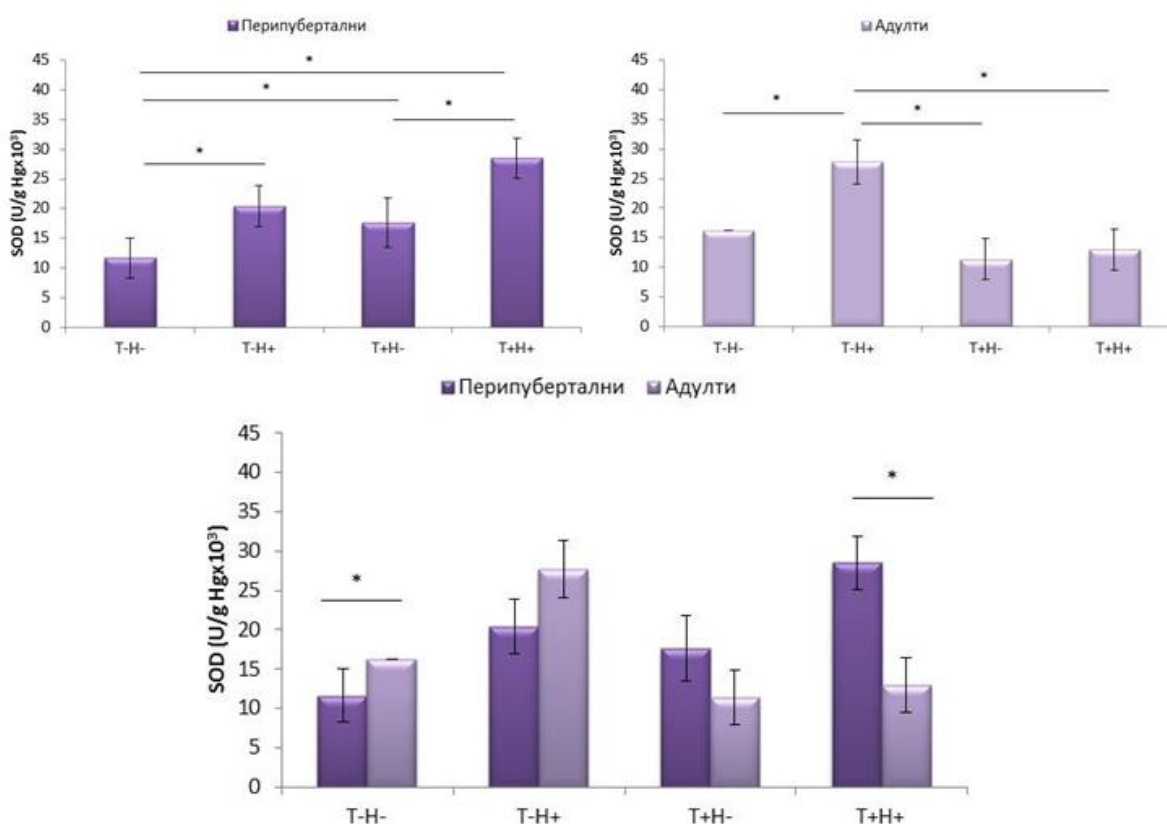 Перипубертални
45
40
35
30
25
20
15
10
5
0
SOD (U/g Hgx10³)
*
*
*
*
T-H-
T-H+
T+H-
T+H+
Адулти
45
40
35
30
25
20
15
10
5
0
SOD (U/g Hgx10³)
*
*
*
T-H-
T-H+
T+H-
T+H+
Перипубертални Адулти
45
40
35
30
25
20
15
10
5
0
SOD (U/g Hgx10³)
*
*
T-H-
T-H+
T+H-
T+H+